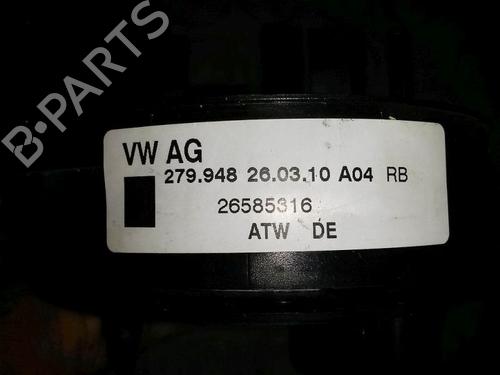 B-PARTS
VW AG
279.948 26.03.10 A04 RB
26585316
ATW DE